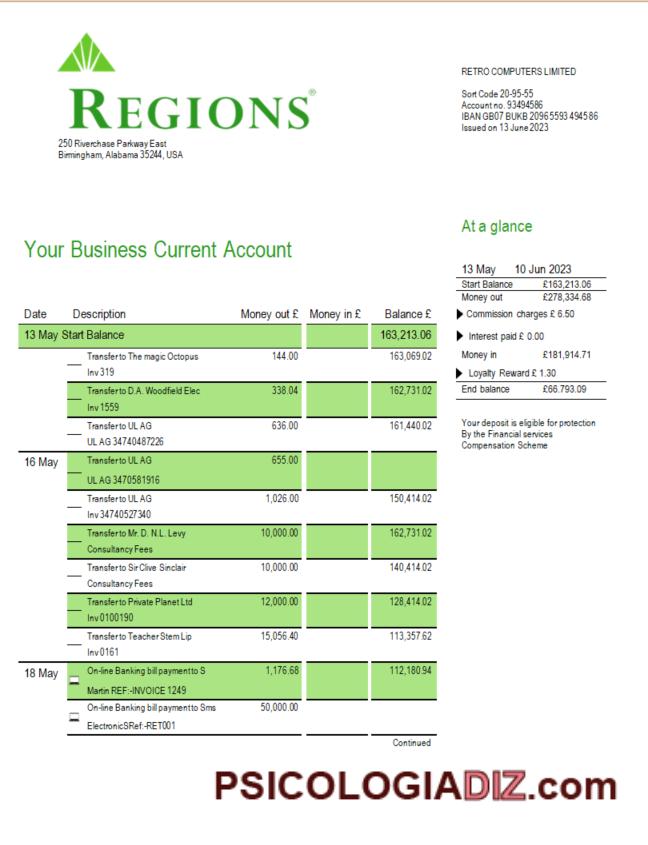 REGIONS®
250 Riverchase Parkway East
Birmingham, Alabama 35244, USA
RETRO COMPUTERS LIMITED
Sort Code 20-95-55
Account no. 93494586
IBAN GB07 BUKB 2096 5593 494586
Issued on 13 June 2023
Your Business Current Account
At a glance
13 May 10 Jun 2023
Start Balance £163,213.06
Money out £278,334.68
Commission charges £ 6.50
Interest paid £ 0.00
Money in £181,914.71
Loyalty Reward £ 1.30
End balance £66.793.09
Your deposit is eligible for protection
By the Financial services
Compensation Scheme
Date Description Money out £ Money in £ Balance £
13 May Start Balance 163,213.06
Transfer to The magic Octopus 144.00 163,069.02
Inv 319
Transfer to D.A. Woodfield Elec 338.04 162,731.02
Inv 1559
Transfer to UL AG 636.00 161,440.02
UL AG 34740487226
16 May Transfer to UL AG 655.00
UL AG 3470581916
Transfer to UL AG 1,026.00 150,414.02
Inv 34740527340
Transfer to Mr. D. N.L. Levy 10,000.00 162,731.02
Consultancy Fees
Transfer to Sir Clive Sinclair 10,000.00 140,414.02
Consultancy Fees
Transfer to Private Planet Ltd 12,000.00 128,414.02
Inv 0100190
Transfer to Teacher Stem Lip 15,056.40 113,357.62
Inv 0161
18 May On-line Banking bill payment to S 1,176.68 112,180.94
Martin REF:-INVOICE 1249
On-line Banking bill payment to Sms 50,000.00
ElectronicSRef:-RET001
Continued
PSICOLOGIADIZ.com